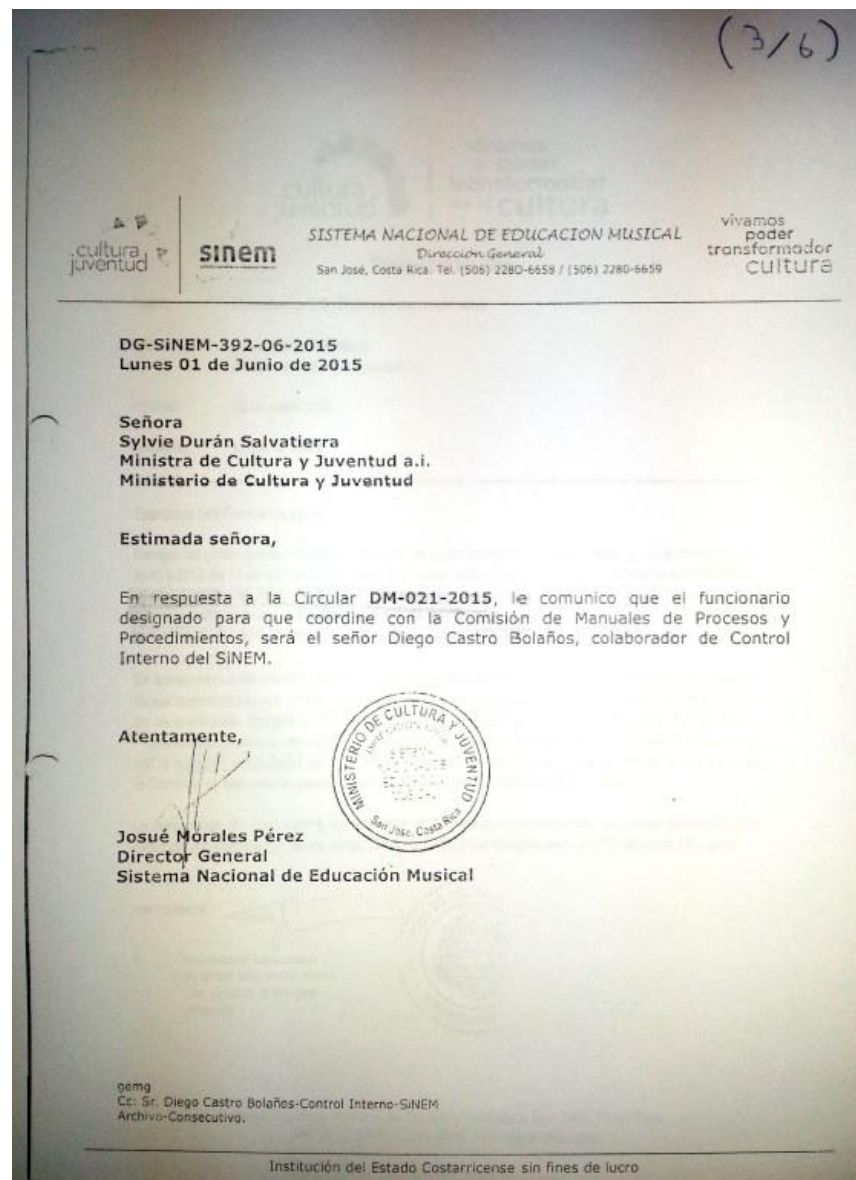 (3/6)
cultura
juventud
sinem
SISTEMA NACIONAL DE EDUCACION MUSICAL
Dirección General
San José, Costa Rica. Tel. (506) 2280-6658 / (506) 2280-6659
vivamos
poder
transformador
cultura
DG-SiNEM-392-06-2015
Lunes 01 de Junio de 2015
Señora
Sylvie Durán Salvatierra
Ministra de Cultura y Juventud a.i.
Ministerio de Cultura y Juventud
Estimada señora,
En respuesta a la Circular DM-021-2015, le comunico que el funcionario
designado para que coordine con la Comisión de Manuales de Procesos y
Procedimientos, será el señor Diego Castro Bolaños, colaborador de Control
Interno del SiNEM.
Atentamente,
MINISTERIO DE CULTURA Y JUVENTUD
San José, Costa Rica
Josué Morales Pérez
Director General
Sistema Nacional de Educación Musical
gemg
Cc: Sr. Diego Castro Bolaños-Control Interno-SiNEM
Archivo-Consecutivo.
Institución del Estado Costarricense sin fines de lucro